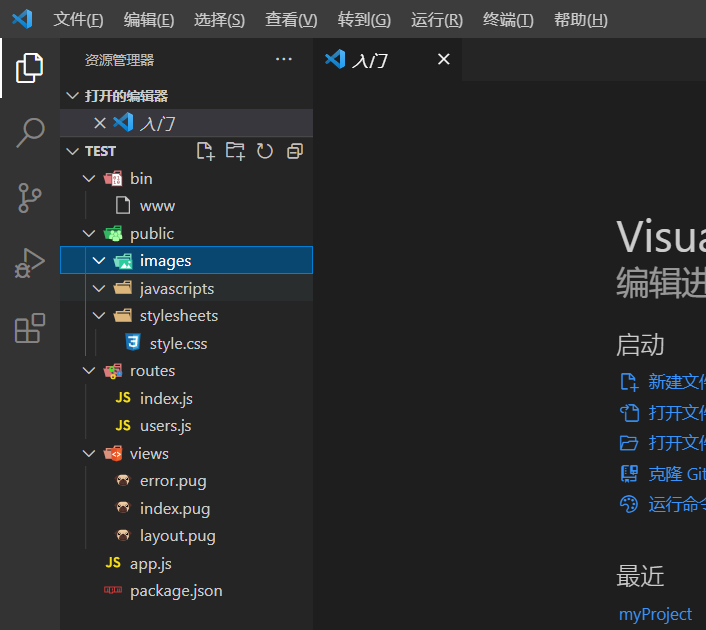 文件(F) 编辑(E) 选择(S) 查看(V) 转到(G) 运行(R) 终端(T) 帮助(H)
资源管理器 ···
入门
打开的编辑器
入门
TEST
bin
www
public
images
javascripts
stylesheets
style.css
routes
JS index.js
JS users.js
views
error.pug
index.pug
layout.pug
JS app.js
package.json
Visua
编辑进
启动
新建文件
打开文件
打开文件
克隆 Git
运行命令
最近
myProject